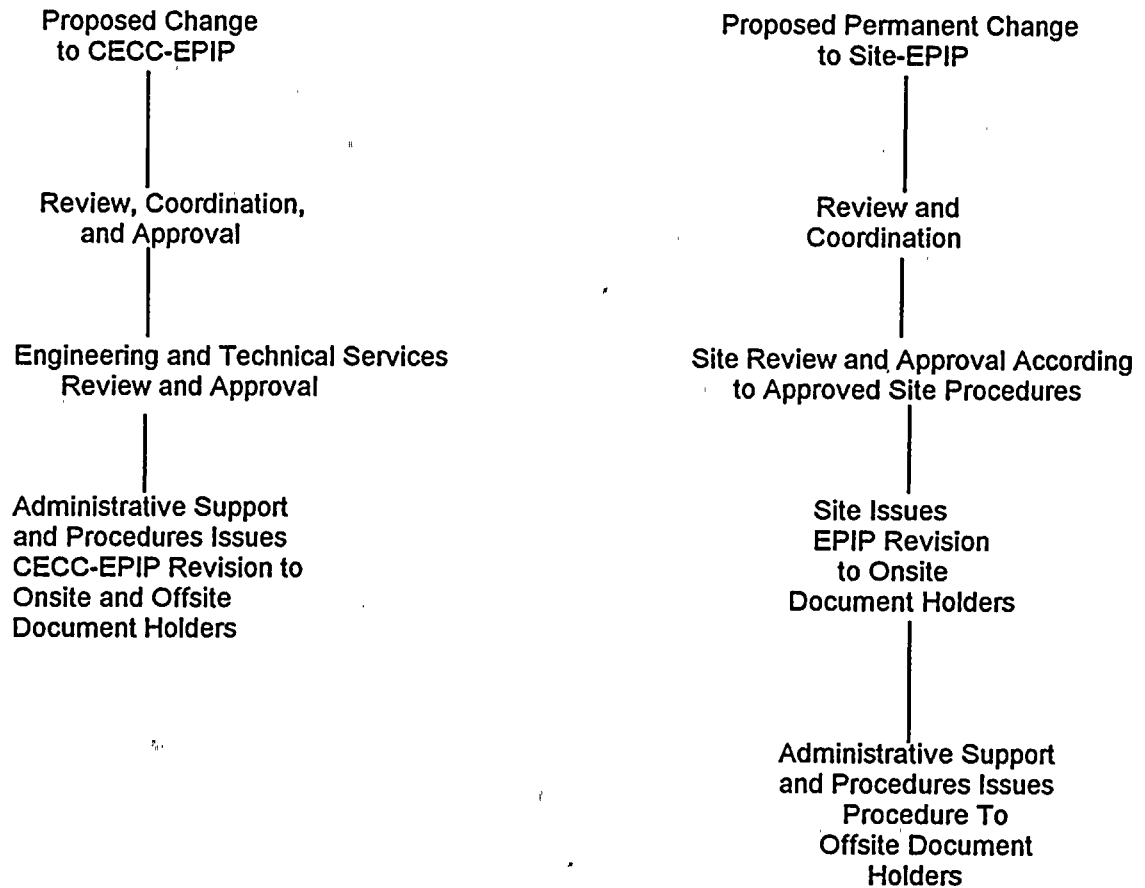 Proposed Change
to CECC-EPIP
Review, Coordination,
and Approval
Engineering and Technical Services
Review and Approval
Administrative Support
and Procedures Issues
CECC-EPIP Revision to
Onsite and Offsite
Document Holders
Proposed Permanent Change
to Site-EPIP
Review and
Coordination
Site Review and Approval According
to Approved Site Procedures
Site Issues
EPIP Revision
to Onsite
Document Holders
Administrative Support
and Procedures Issues
Procedure To
Offsite Document
Holders